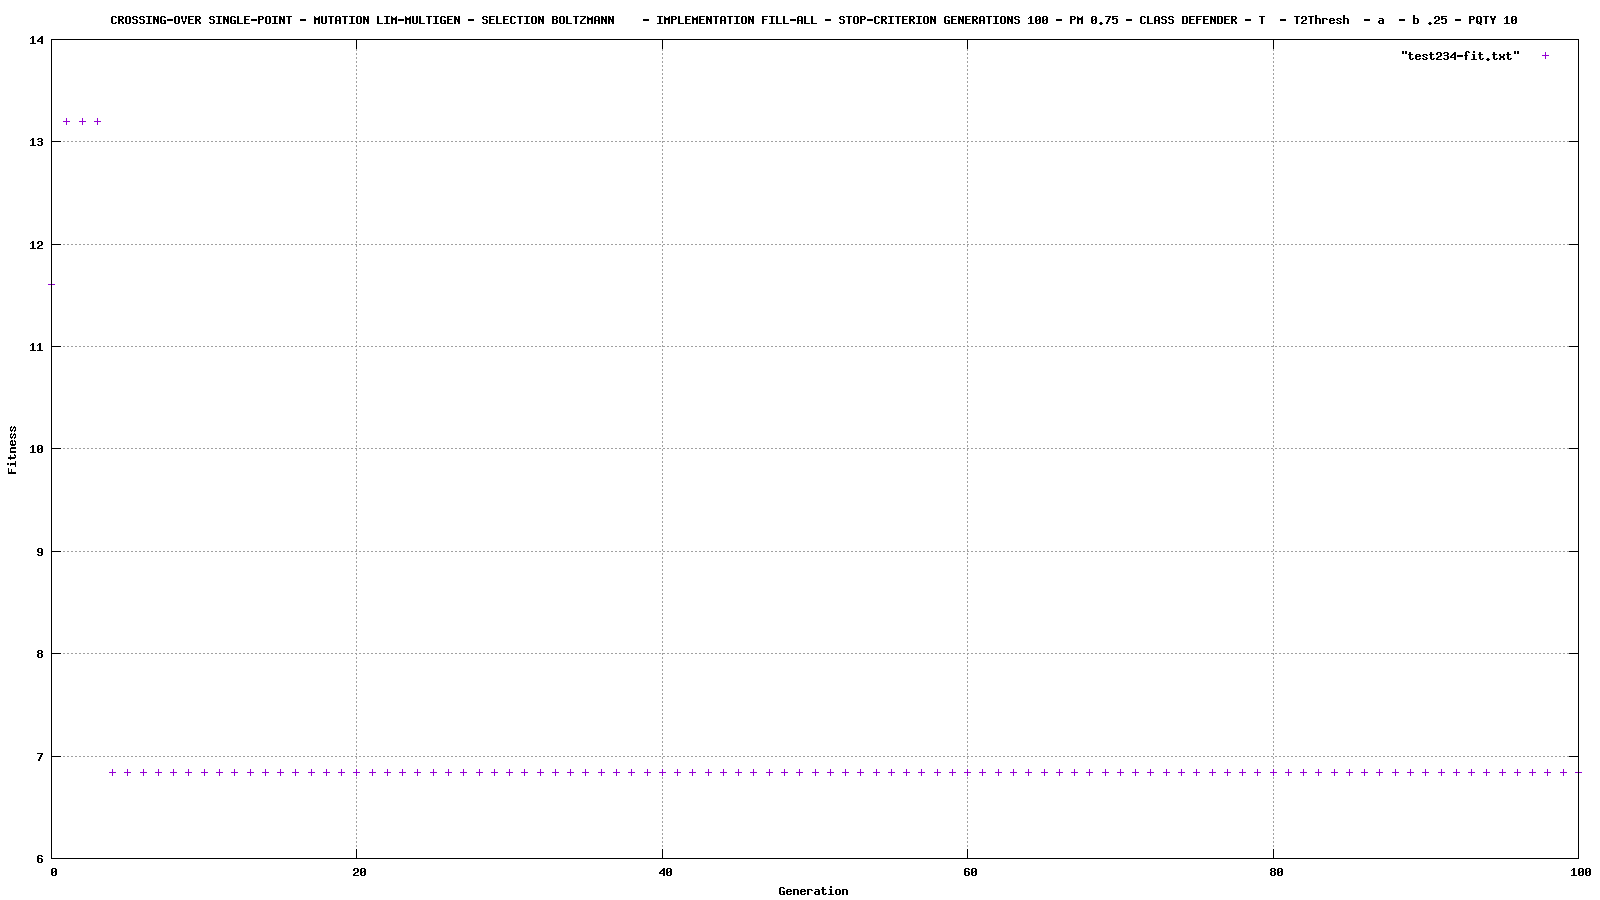 CROSSING-OVER SINGLE-POINT - MUTATION LIM-MULTIGEN - SELECTION BOLTZMANN    - IMPLEMENTATION FILL-ALL - STOP-CRITERION GENERATIONS 100 - PM 0.75 - CLASS DEFENDER - T  - T2Thresh  - a  - b .25 - PQTY 10
"test234-fit.txt"
14
13
12
11
10
9
8
7
6
Fitness
0 20 40 60 80 100
Generation